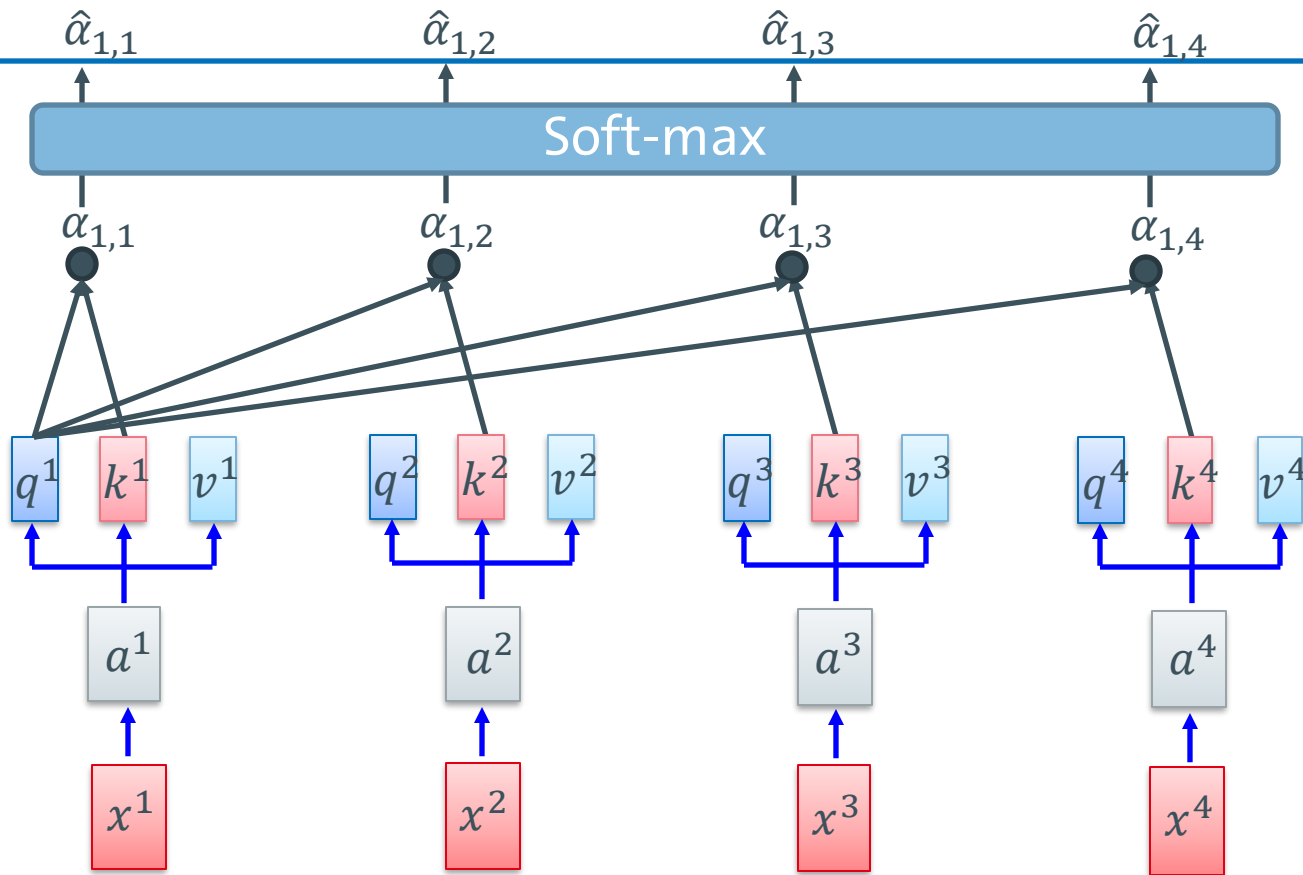 α̂₁,₁ α̂₁,₂ α̂₁,₃ α̂₁,₄
Soft-max
α₁,₁ α₁,₂ α₁,₃ α₁,₄
q¹ k¹ v¹ q² k² v² q³ k³ v³ q⁴ k⁴ v⁴
a¹ a² a³ a⁴
x¹ x² x³ x⁴